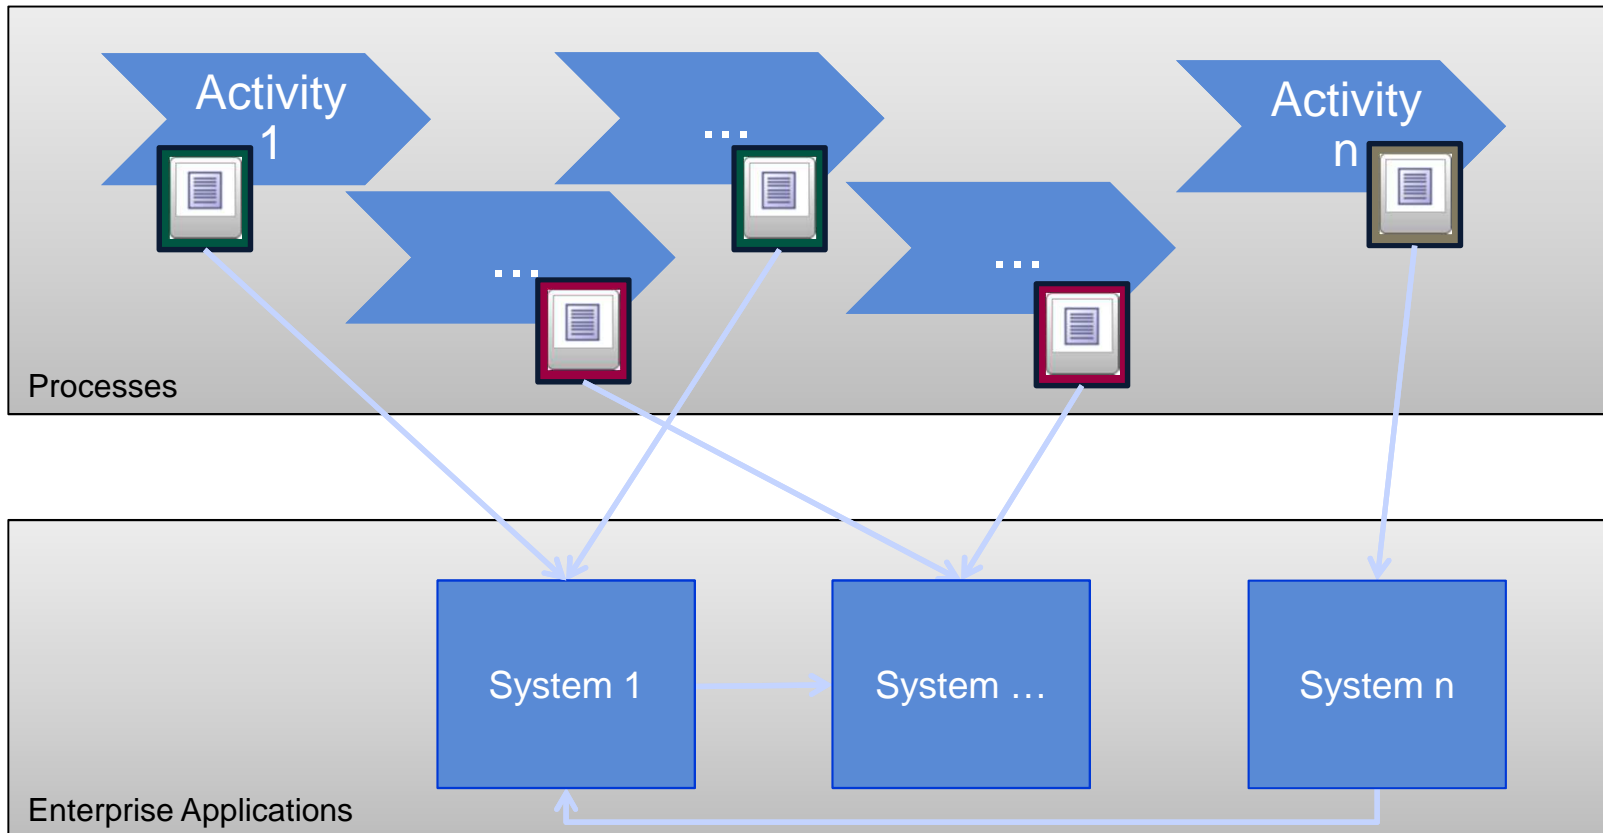 Activity
1
...
Activity
n
...
...
Processes
System 1
System …
System n
Enterprise Applications